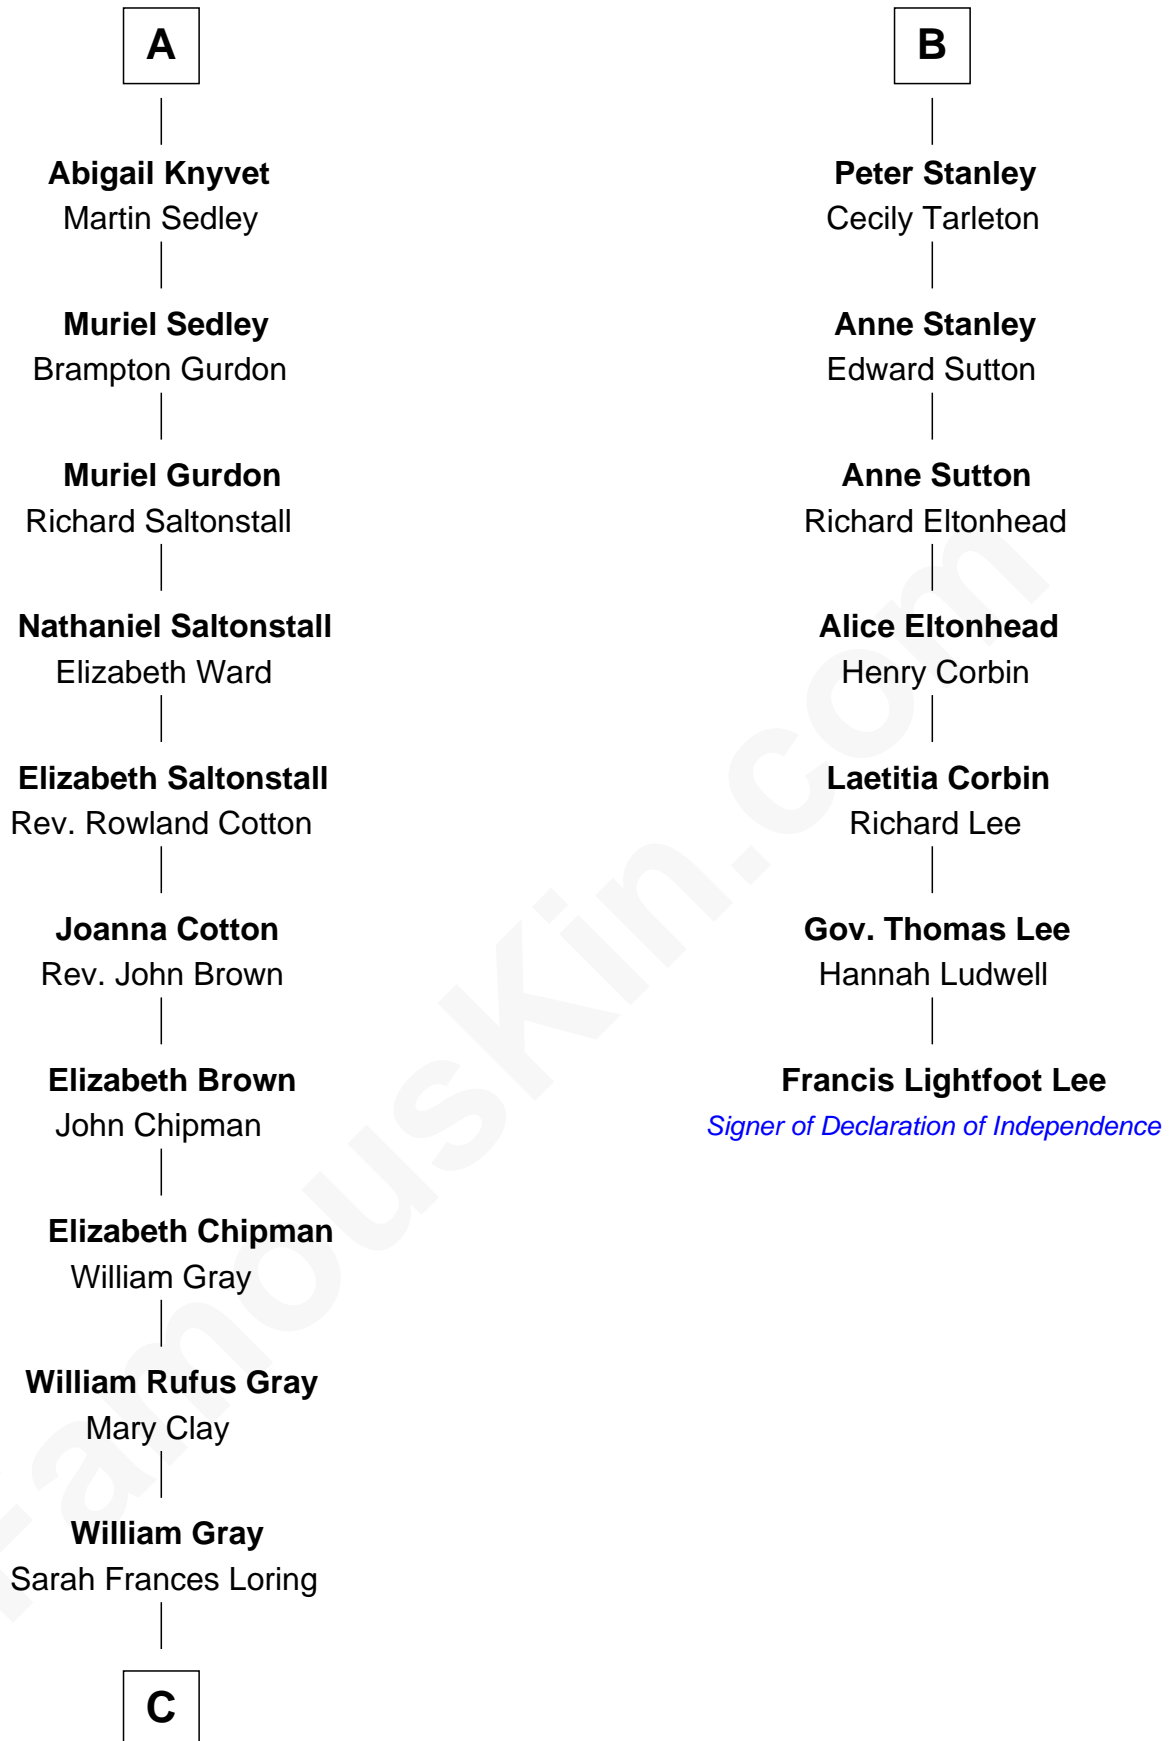 A
Abigail Knyvet
Martin Sedley
Muriel Sedley
Brampton Gurdon
Muriel Gurdon
Richard Saltonstall
Nathaniel Saltonstall
Elizabeth Ward
Elizabeth Saltonstall
Rev. Rowland Cotton
Joanna Cotton
Rev. John Brown
Elizabeth Brown
John Chipman
Elizabeth Chipman
William Gray
William Rufus Gray
Mary Clay
William Gray
Sarah Frances Loring
C
B
Peter Stanley
Cecily Tarleton
Anne Stanley
Edward Sutton
Anne Sutton
Richard Eltonhead
Alice Eltonhead
Henry Corbin
Laetitia Corbin
Richard Lee
Gov. Thomas Lee
Hannah Ludwell
Francis Lightfoot Lee
Signer of Declaration of Independence
FamousKin.com